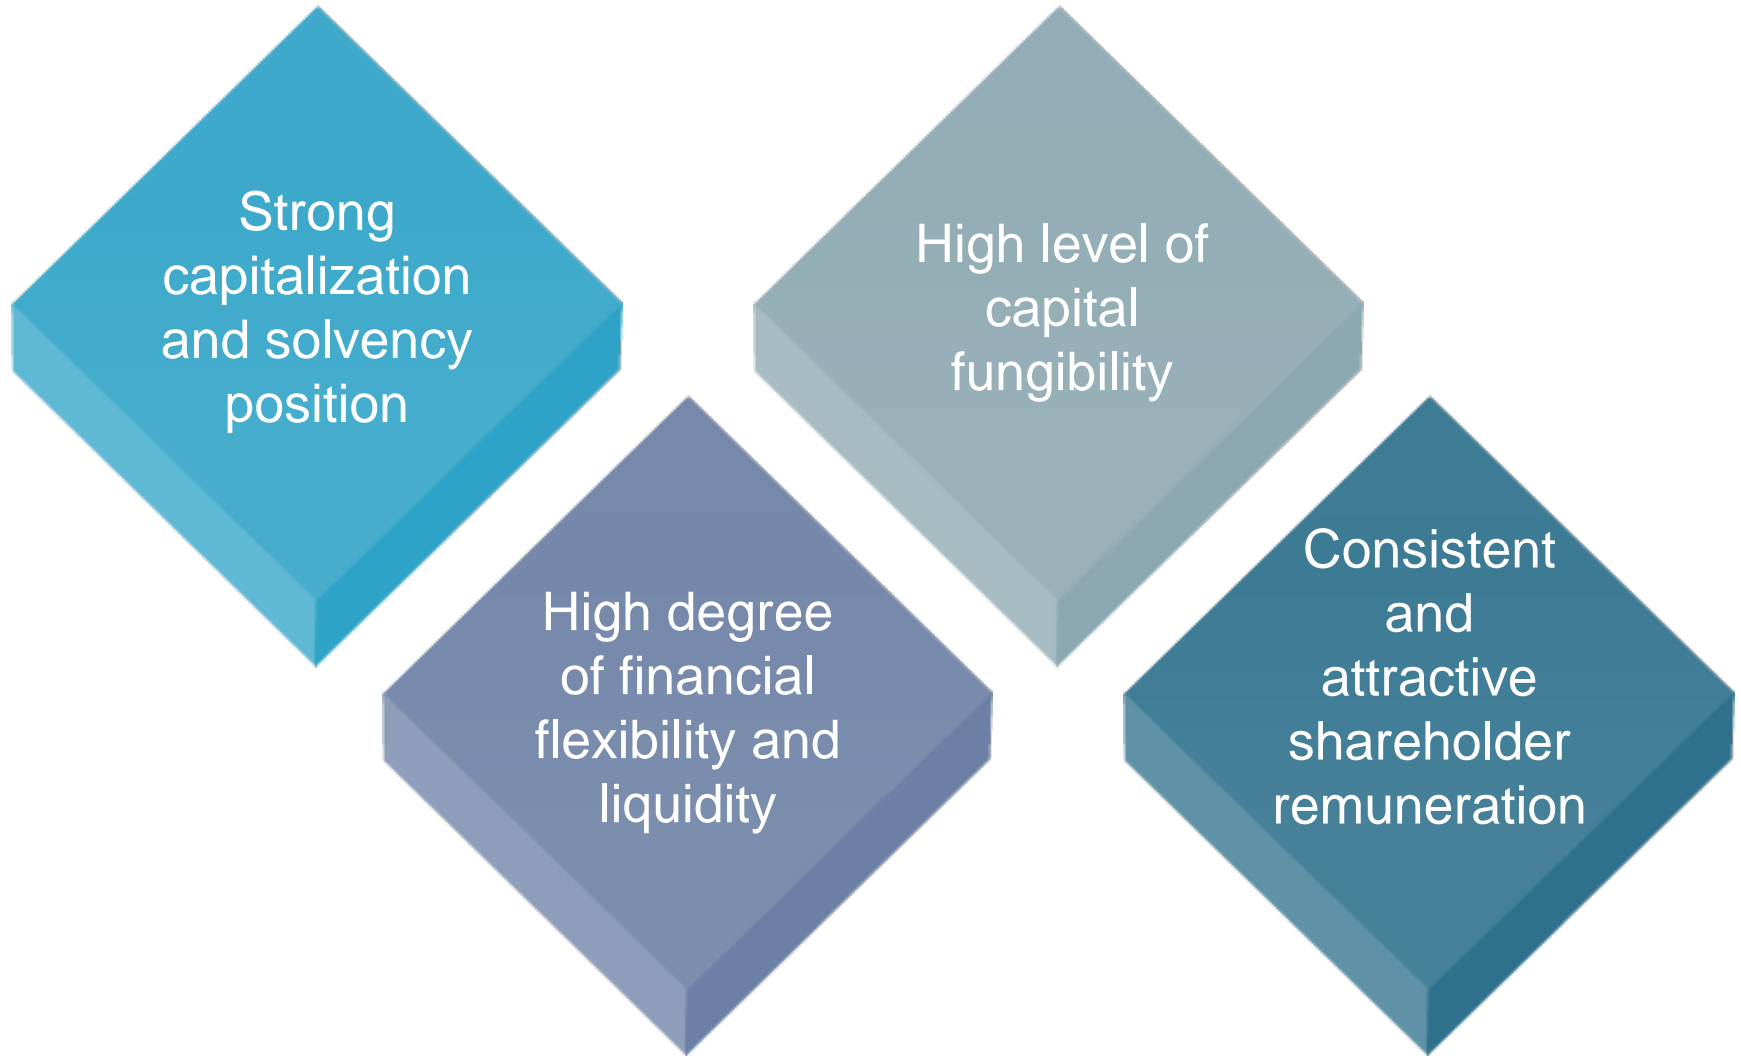 Strong
capitalization
and solvency
position
High degree
of financial
flexibility and
liquidity
High level of
capital
fungibility
Consistent
and
attractive
shareholder
remuneration